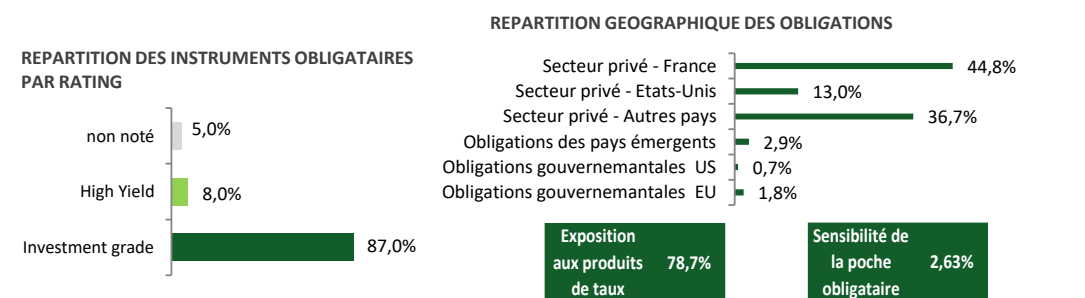 REPARTITION DES INSTRUMENTS OBLIGATAIRES
PAR RATING
non noté 5,0%
High Yield 8,0%
Investment grade 87,0%
REPARTITION GEOGRAPHIQUE DES OBLIGATIONS
Secteur privé - France 44,8%
Secteur privé - Etats-Unis 13,0%
Secteur privé - Autres pays 36,7%
Obligations des pays émergents 2,9%
Obligations gouvernemantales US 0,7%
Obligations gouvernemantales EU 1,8%
Exposition
aux produits 78,7%
de taux
Sensibilité de
la poche 2,63%
obligataire